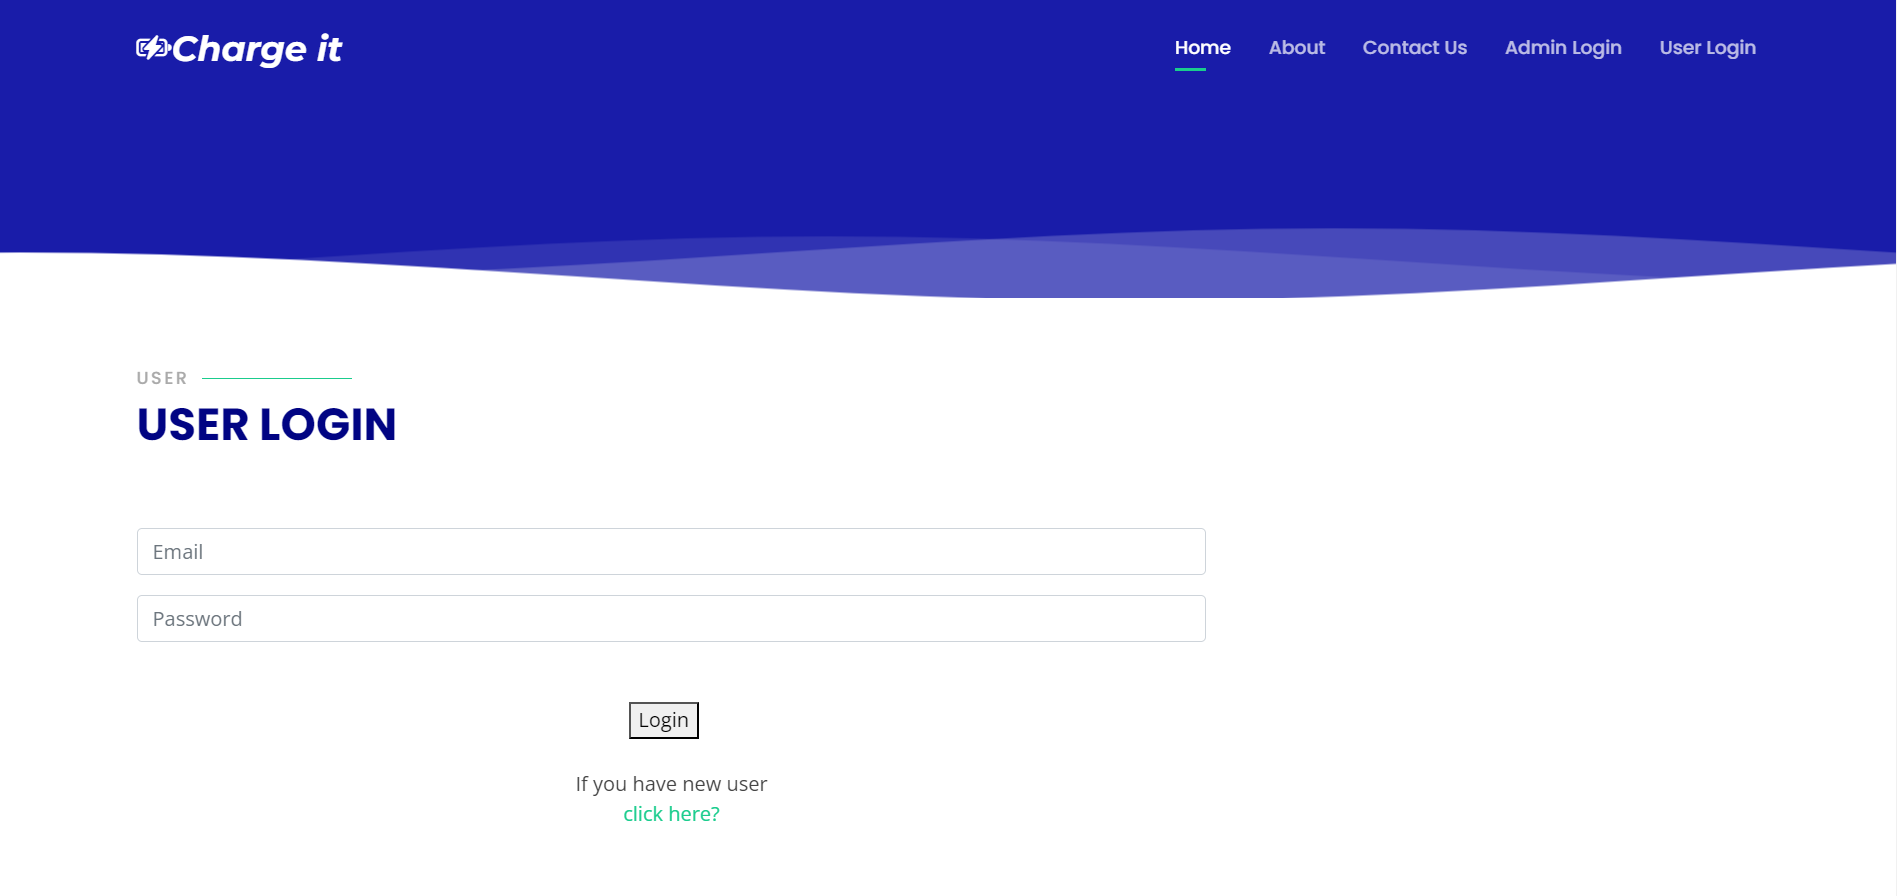 Charge it
Home About Contact Us Admin Login User Login
USER
USER LOGIN
Email
Password
Login
If you have new user
click here?